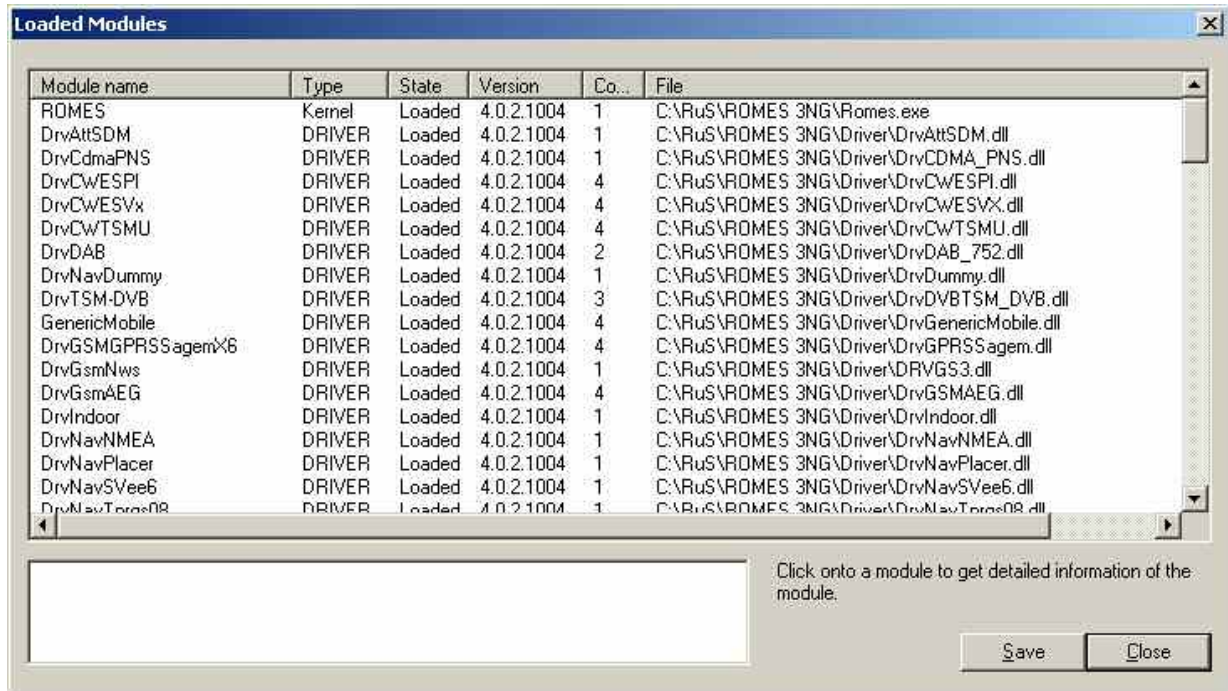 Loaded Modules
Module name Type State Version Co... File
ROMES Kernel Loaded 4.0.2.1004 1 C:\RuS\ROMES 3NG\Romes.exe
DrvAttSDM DRIVER Loaded 4.0.2.1004 1 C:\RuS\ROMES 3NG\Driver\DrvAttSDM.dll
DrvCdmaPNS DRIVER Loaded 4.0.2.1004 1 C:\RuS\ROMES 3NG\Driver\DrvCDMA_PNS.dll
DrvCWESPI DRIVER Loaded 4.0.2.1004 4 C:\RuS\ROMES 3NG\Driver\DrvCWESPI.dll
DrvCWESVx DRIVER Loaded 4.0.2.1004 4 C:\RuS\ROMES 3NG\Driver\DrvCWESVX.dll
DrvCWTSMU DRIVER Loaded 4.0.2.1004 4 C:\RuS\ROMES 3NG\Driver\DrvCWTSMU.dll
DrvDAB DRIVER Loaded 4.0.2.1004 2 C:\RuS\ROMES 3NG\Driver\DrvDAB_752.dll
DrvNavDummy DRIVER Loaded 4.0.2.1004 1 C:\RuS\ROMES 3NG\Driver\DrvDummy.dll
DrvTSM-DVB DRIVER Loaded 4.0.2.1004 3 C:\RuS\ROMES 3NG\Driver\DrvDVBTSM_DVB.dll
GenericMobile DRIVER Loaded 4.0.2.1004 4 C:\RuS\ROMES 3NG\Driver\DrvGenericMobile.dll
DrvGSMGPRSSagemX6 DRIVER Loaded 4.0.2.1004 4 C:\RuS\ROMES 3NG\Driver\DrvGPRSSagem.dll
DrvGsmNws DRIVER Loaded 4.0.2.1004 1 C:\RuS\ROMES 3NG\Driver\DRVGS3.dll
DrvGsmAEG DRIVER Loaded 4.0.2.1004 4 C:\RuS\ROMES 3NG\Driver\DrvGSMAEG.dll
DrvIndoor DRIVER Loaded 4.0.2.1004 1 C:\RuS\ROMES 3NG\Driver\DrvIndoor.dll
DrvNavNMEA DRIVER Loaded 4.0.2.1004 1 C:\RuS\ROMES 3NG\Driver\DrvNavNMEA.dll
DrvNavPlacer DRIVER Loaded 4.0.2.1004 1 C:\RuS\ROMES 3NG\Driver\DrvNavPlacer.dll
DrvNavSVee6 DRIVER Loaded 4.0.2.1004 1 C:\RuS\ROMES 3NG\Driver\DrvNavSVee6.dll
DRIVER Loaded 4.0.2.1004 1
Click onto a module to get detailed information of the
module.
Save Close